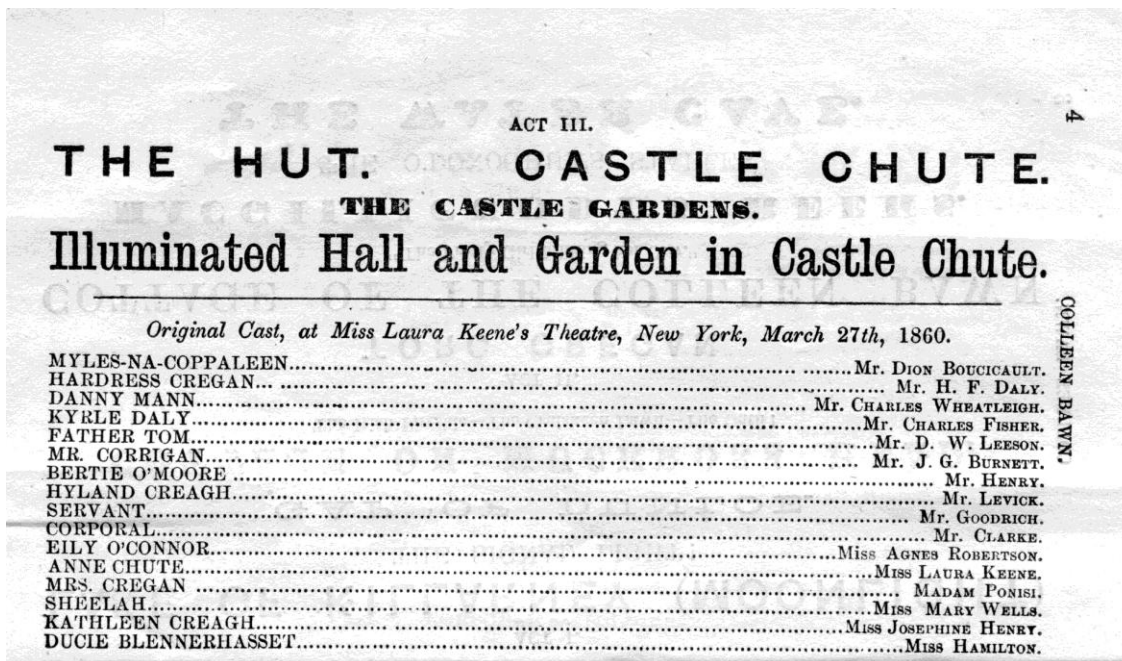 ACT III.
THE HUT. CASTLE CHUTE.
THE CASTLE GARDENS.
Illuminated Hall and Garden in Castle Chute.
Original Cast, at Miss Laura Keene's Theatre, New York, March 27th, 1860.
MYLES-NA-COPPALEEN........Mr. DION BOUCICAULT.
HARDRESS CREGAN........Mr. H. F. DALY.
DANNY MANN........Mr. CHARLES WHEATLEIGH.
KYRLE DALY........Mr. CHARLES FISHER.
FATHER TOM........Mr. D. W. LEESON.
MR. CORRIGAN........Mr. J. G. BURNETT.
BERTIE O'MOORE........Mr. HENRY.
HYLAND CREAGH........Mr. LEVICK.
SERVANT........Mr. GOODRICH.
CORPORAL........Mr. CLARKE.
EILY O'CONNOR........Miss AGNES ROBERTSON.
ANNE CHUTE........MISS LAURA KEENE.
MRS. CREGAN........MADAM PONISI.
SHEELAH........Miss MARY WELLS.
KATHLEEN CREAGH........Miss JOSEPHINE HENRY.
DUCIE BLENNERHASSET........MISS HAMILTON.
4
COLLEEN BAWN.